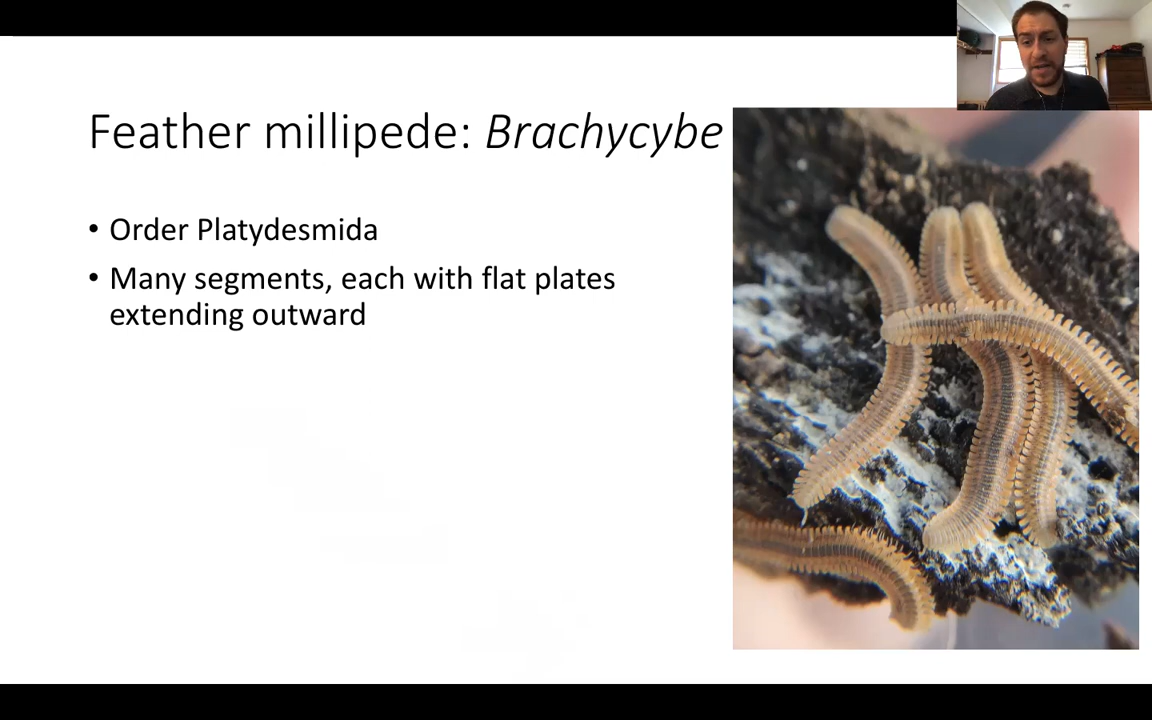 Feather millipede: Brachycybe
• Order Platydesmida
• Many segments, each with flat plates
extending outward